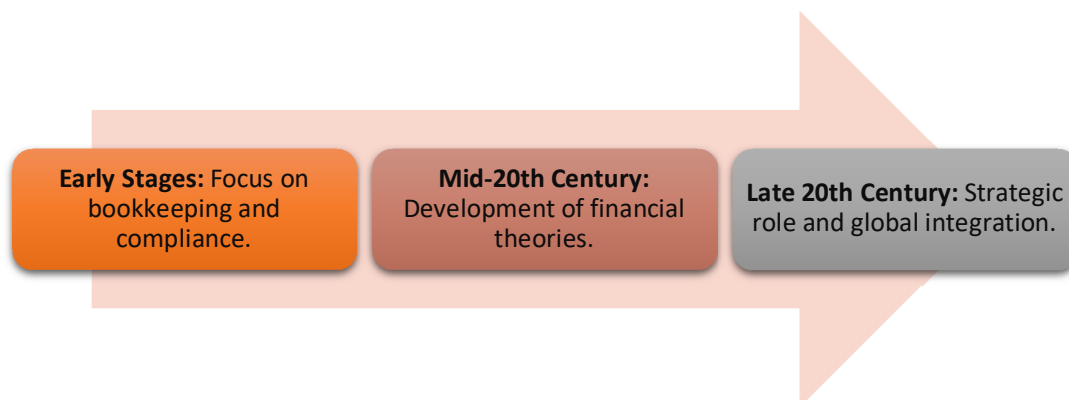 Early Stages: Focus on
bookkeeping and
compliance.
Mid-20th Century:
Development of financial
theories.
Late 20th Century: Strategic
role and global integration.